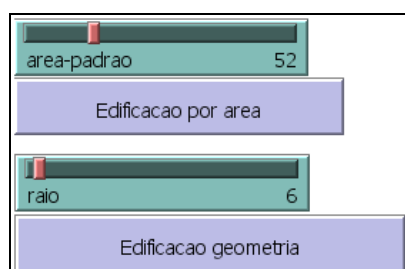 area-padrao 52
Edificacao por area
raio 6
Edificacao geometria